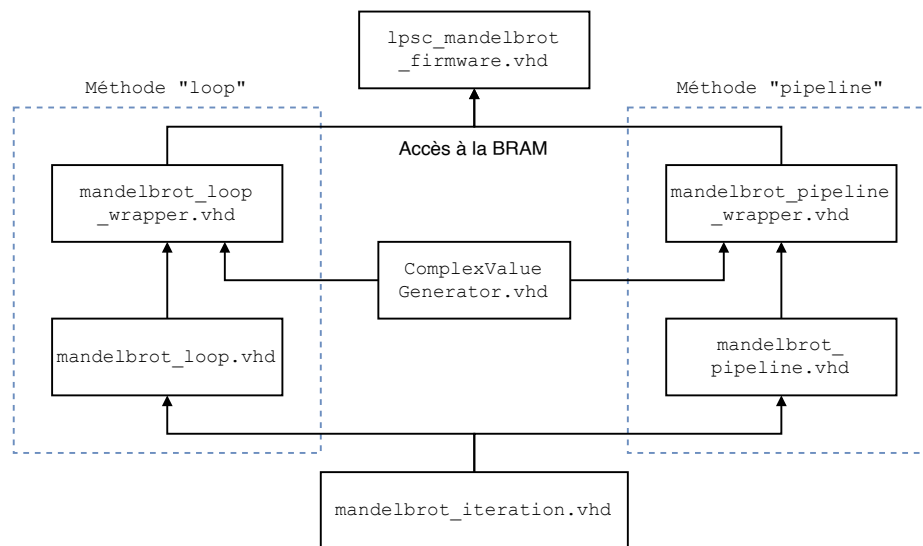 lpsc_mandelbrot
_firmware.vhd
Méthode "loop"
Méthode "pipeline"
Accès à la BRAM
mandelbrot_loop
_wrapper.vhd
mandelbrot_pipeline
_wrapper.vhd
ComplexValue
Generator.vhd
mandelbrot_loop.vhd
mandelbrot_
pipeline.vhd
mandelbrot_iteration.vhd